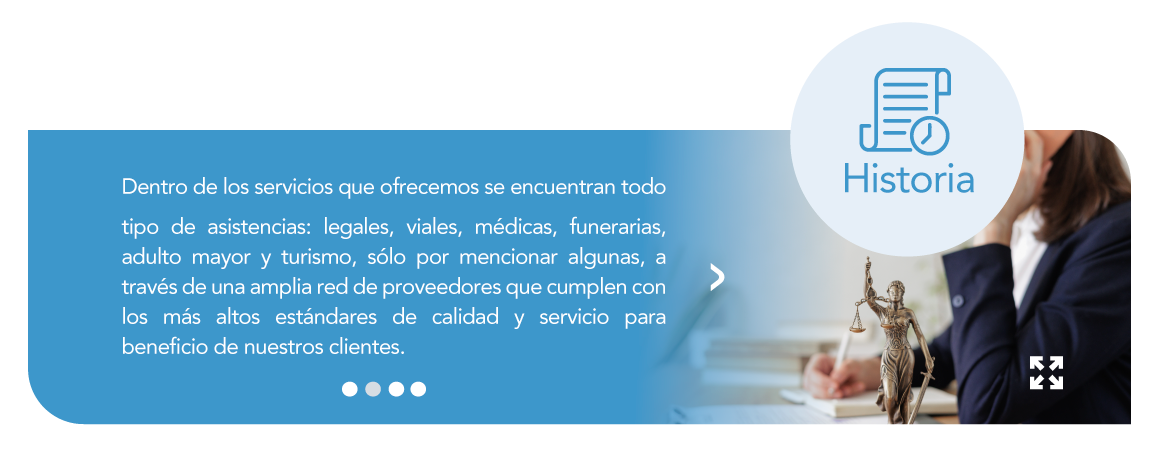 Historia
Dentro de los servicios que ofrecemos se encuentran todo
tipo de asistencias: legales, viales, médicas, funerarias,
adulto mayor y turismo, sólo por mencionar algunas, a
través de una amplia red de proveedores que cumplen con
los más altos estándares de calidad y servicio para
beneficio de nuestros clientes.